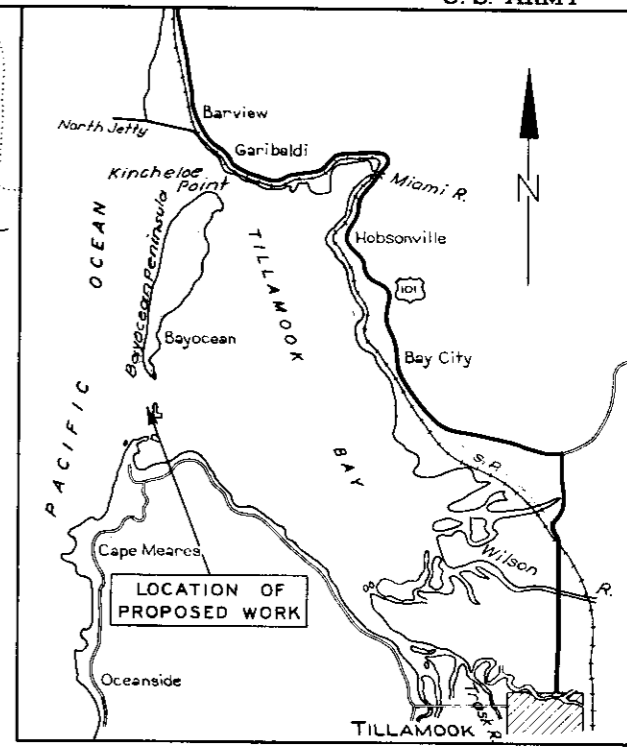 U. S. ARMY
Barview
North Jetty
Garibaldi
Kincheloe
Point
Miami R.
N
OCEAN
Bayocean Peninsula
TILLAMOOK
Hobsonville
101
Bayocean
Bay City
PACIFIC
BAY
S.P.
Cape Meares
Wilson
R.
LOCATION OF
PROPOSED WORK
Oceanside
Trask R.
TILLAMOOK